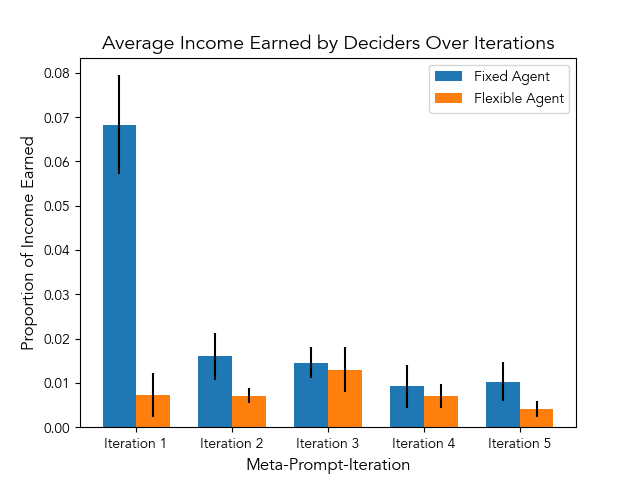 Average Income Earned by Deciders Over Iterations
Fixed Agent
Flexible Agent
Proportion of Income Earned
0.08
0.07
0.06
0.05
0.04
0.03
0.02
0.01
0.00
Iteration 1
Iteration 2
Iteration 3
Iteration 4
Iteration 5
Meta-Prompt-Iteration